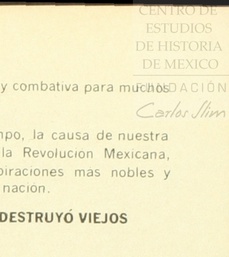 CENTRO DE
ESTUDIOS
DE HISTORIA
DE MEXICO
FUNDACIÓN
Carlos Slim
y combativa para muchos
mpo, la causa de nuestra
la Revolucion Mexicana,
piraciones mas nobles y
nación.
DESTRUYÓ VIEJOS